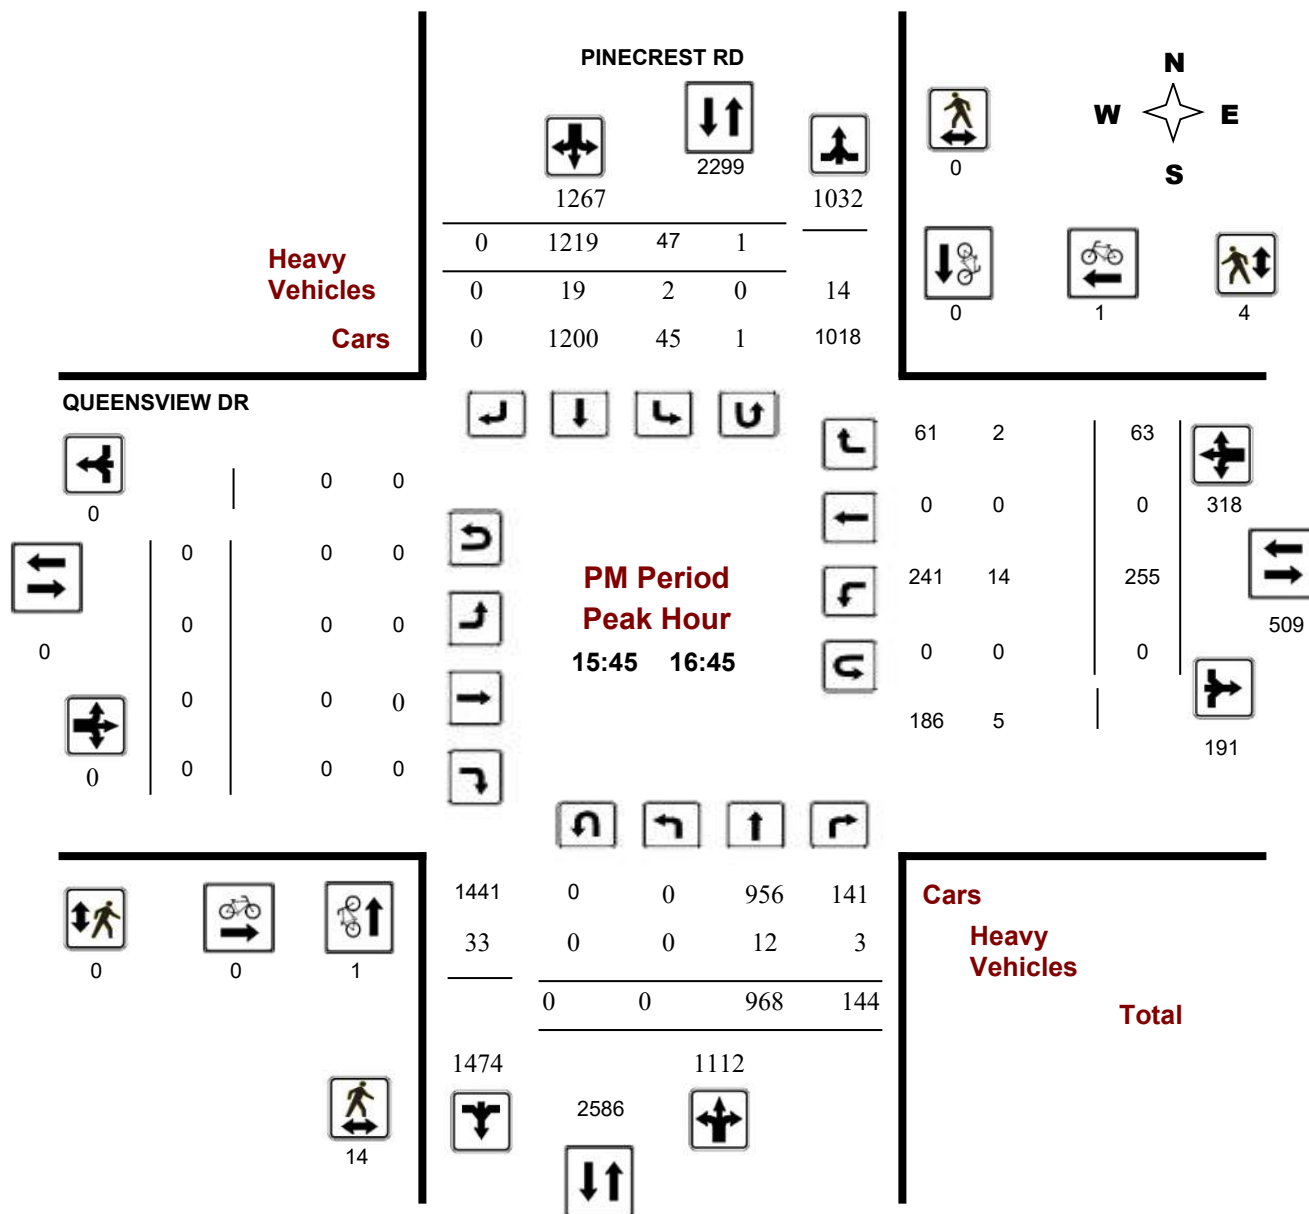 PINECREST RD
N
W E
S
2299
0
1267 1032
0 1219 47 1
Heavy
Vehicles
0 19 2 0 14
0 1 4
Cars
0 1200 45 1 1018
QUEENSVIEW DR
61 2 63
0 0
0
0 0 0
318
0 0 0
PM Period
241 14 255
Peak Hour
0 0 0
509
0
15:45 16:45
0 0 0
0 0 0
186 5
191
0
0 0 0
1441 0 0 956 141
Cars
33 0 0 12 3
Heavy
Vehicles
0 0 1
0 0 968 144
Total
1474 1112
2586
14